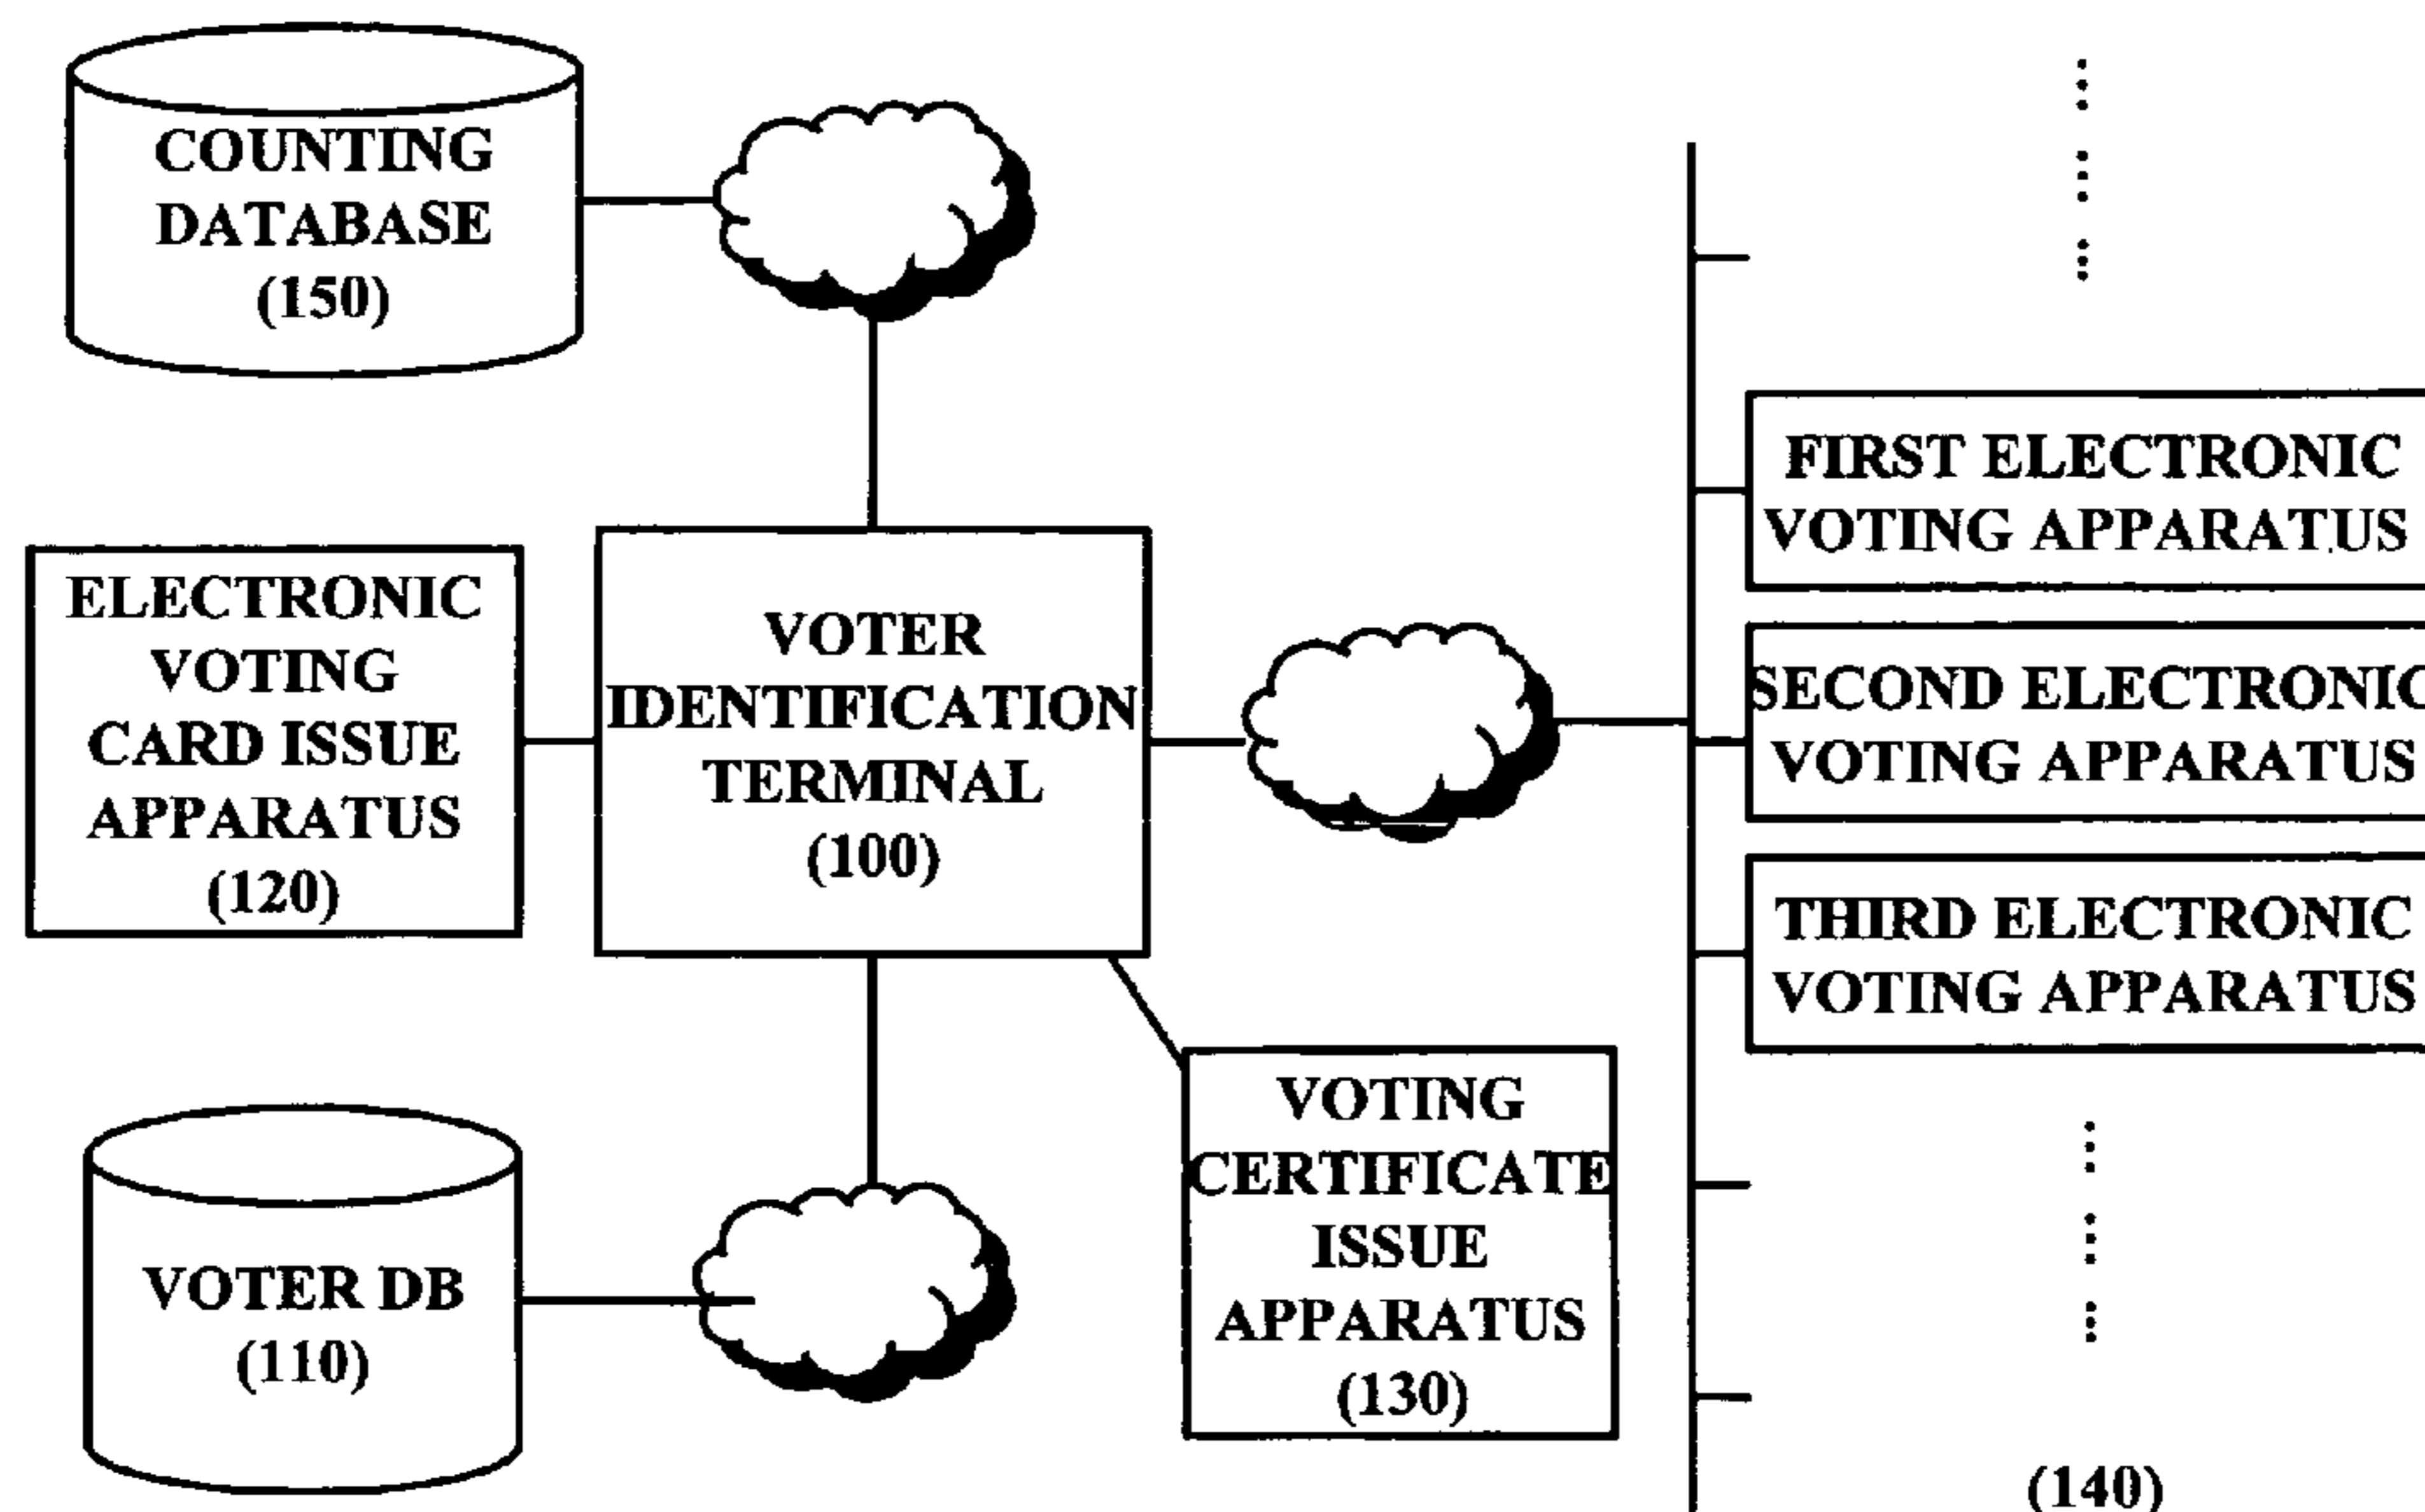 COUNTING
DATABASE
(150)
ELECTRONIC
VOTING
CARD ISSUE
APPARATUS
(120)
VOTER
IDENTIFICATION
TERMINAL
(100)
FIRST ELECTRONIC
VOTING APPARATUS
SECOND ELECTRONIC
VOTING APPARATUS
THIRD ELECTRONIC
VOTING APPARATUS
VOTER DB
(110)
VOTING
CERTIFICATE
ISSUE
APPARATUS
(130)
(140)